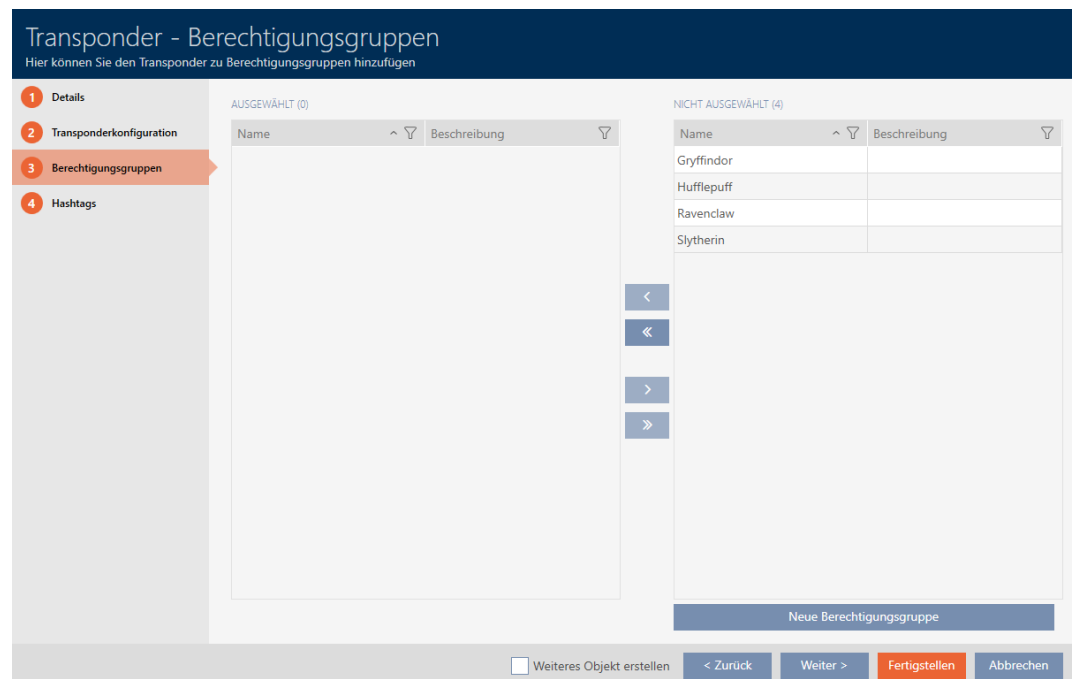 Transponder - Berechtigungsgruppen
Hier können Sie den Transponder zu Berechtigungsgruppen hinzufügen
1 Details
2 Transponderkonfiguration
3 Berechtigungsgruppen
4 Hashtags
AUSGEWÄHLT (0)
Name Beschreibung
NICHT AUSGEWÄHLT (4)
Name Beschreibung
Gryffindor
Hufflepuff
Ravenclaw
Slytherin
Neue Berechtigungsgruppe
Weiteres Objekt erstellen < Zurück Weiter > Fertigstellen Abbrechen